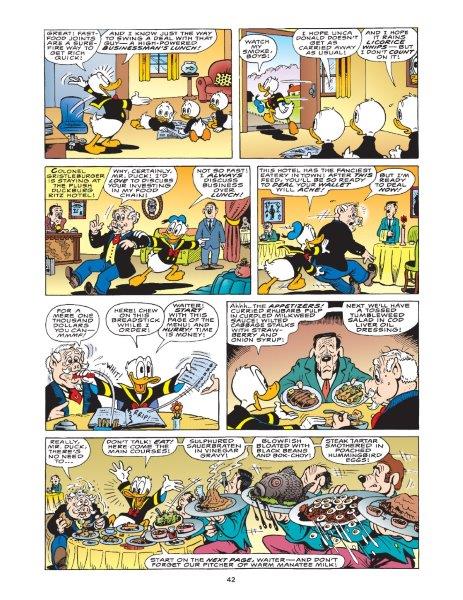 GREAT! FAST-
FOOD JOINTS
ARE A SURE-
FIRE WAY TO
GET RICH
QUICK!
AND I KNOW JUST THE WAY
TO SWING A DEAL WITH THAT
GUY— A HIGH-POWERED
BUSINESSMAN'S LUNCH!
WATCH
MY
SMOKE,
BOYS!
I HOPE UNCA
DONALD DOESN'T
GET AS
CARRIED AWAY
AS USUAL!
AND I HOPE
IT RAINS
LICORICE
WHIPS— BUT
I DON'T COUNT
ON IT!
COLONEL
GRISTLEBURGER
IS STAYING AT
THE PLUSH
DUCKBURG
RITZ HOTEL!
WHY, CERTAINLY,
MR. DUCK! I'D
LOVE TO DISCUSS
YOUR INVESTING
IN MY FOOD
CHAIN!
NOT SO FAST!
I ALWAYS
DISCUSS
BUSINESS
OVER
LUNCH!
THIS HOTEL HAS THE FANCIEST
EATERY IN TOWN! AFTER THIS
FEED, YOU'LL BE SO READY
TO DEAL YOUR WALLET
WILL ACHE!
BUT I'M
READY
TO DEAL
NOW!
FOR A
MERE ONE
THOUSAND
DOLLARS
YOU CAN—
MMMF!
HERE! CHEW
ON THIS
BREADSTICK
WHILE I
ORDER!
WAITER!
START WITH
THIS PAGE OF
THE MENU! AND
HURRY! TIME IS
MONEY!
RRIP!
AHHH... THE APPETIZERS!
CURRIED RHUBARB PULP
IN CURDLED MILKWEED
SAUCE! WILTED
CABBAGE STALKS
WITH STRAW-
BERRY AND
ONION SYRUP!
NEXT WE'LL HAVE
A TOSSED
TUMBLEWEED
SALAD IN COD
LIVER OIL
DRESSING!
REALLY,
MR. DUCK,
THERE'S
NO NEED
TO...
DON'T TALK! EAT!
HERE COME THE
MAIN COURSES!
SULPHURED
SAUERBRATEN
IN VINEGAR
GRAVY!
BLOWFISH
BLOATED WITH
BLACK BEANS
AND BOK-CHOY!
STEAK TARTAR
SMOTHERED IN
POACHED
HUMMINGBIRD
EGGS!
START ON THE NEXT PAGE, WAITER— AND DON'T
FORGET OUR PITCHER OF WARM MANATEE MILK!
42